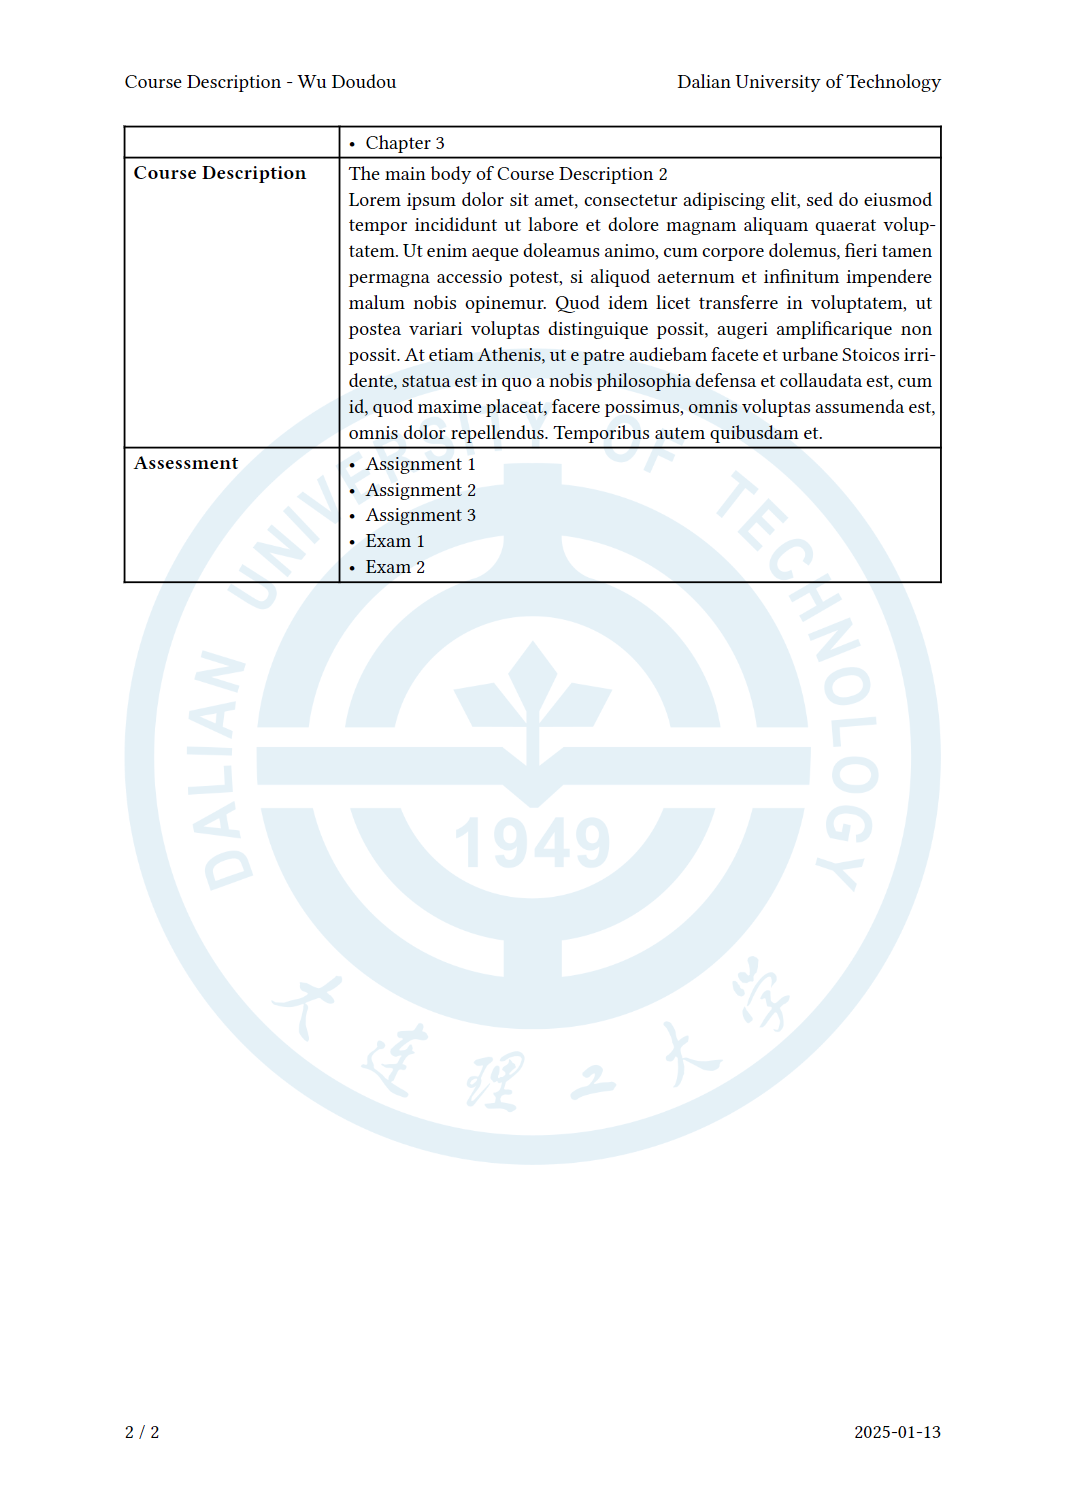 Course Description - Wu Doudou
Dalian University of Technology
• Chapter 3
Course Description
The main body of Course Description 2
Lorem ipsum dolor sit amet, consectetur adipiscing elit, sed do eiusmod
tempor incididunt ut labore et dolore magnam aliquam quaerat volup-
tatem. Ut enim aeque doleamus animo, cum corpore dolemus, fieri tamen
permagna accessio potest, si aliquod aeternum et infinitum impendere
malum nobis opinemur. Quod idem licet transferre in voluptatem, ut
postea variari voluptas distinguique possit, augeri amplificarique non
possit. At etiam Athenis, ut e patre audiebam facete et urbane Stoicos irri-
dente, statua est in quo a nobis philosophia defensa et collaudata est, cum
id, quod maxime placeat, facere possimus, omnis voluptas assumenda est,
omnis dolor repellendus. Temporibus autem quibusdam et.
Assessment
• Assignment 1
• Assignment 2
• Assignment 3
• Exam 1
• Exam 2
DALIAN UNIVERSITY OF TECHNOLOGY
1949
大连理工大学
2 / 2
2025-01-13